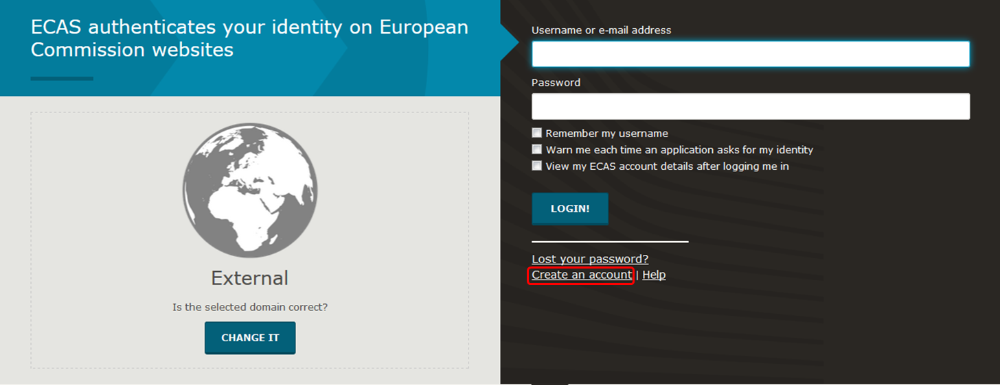 ECAS authenticates your identity on European
Commission websites
External
Is the selected domain correct?
CHANGE IT
Username or e-mail address
Password
Remember my username
Warn me each time an application asks for my identity
View my ECAS account details after logging me in
LOGIN!
Lost your password?
Create an account | Help